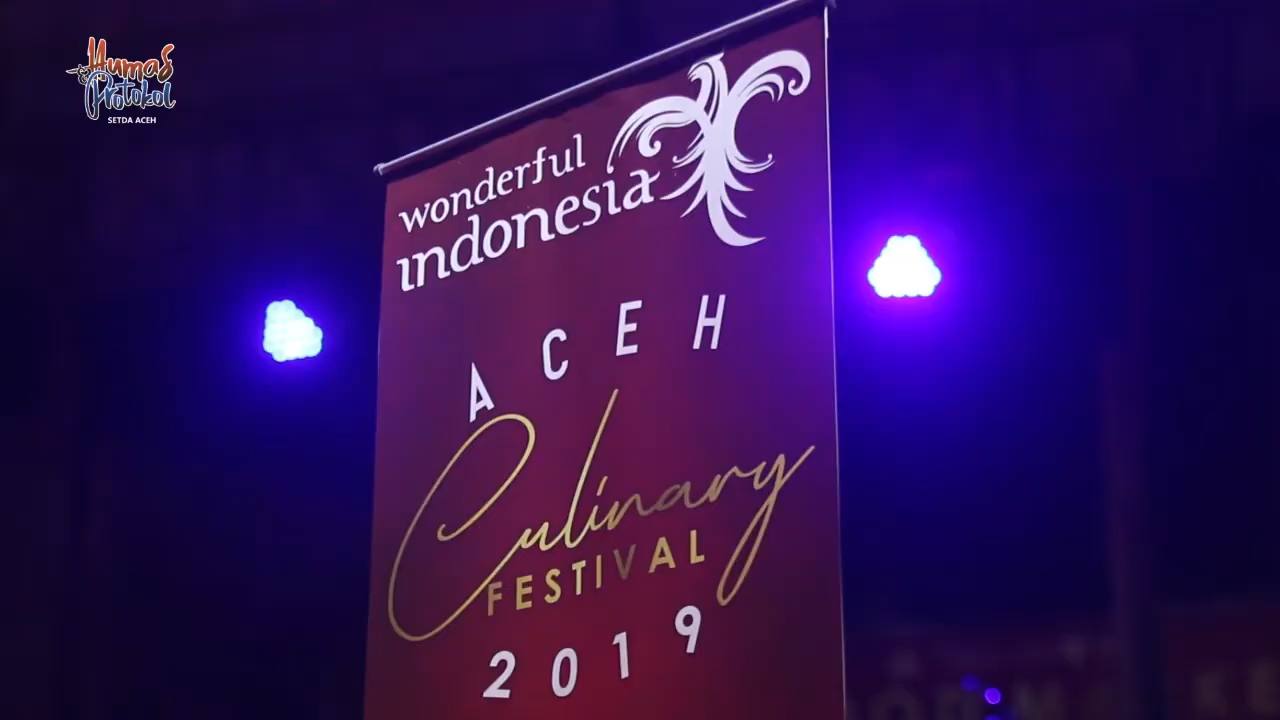 Humas
& Protokol
SETDA ACEH
wonderful
indonesia
ACEH
Culinary
FESTIVAL
2019